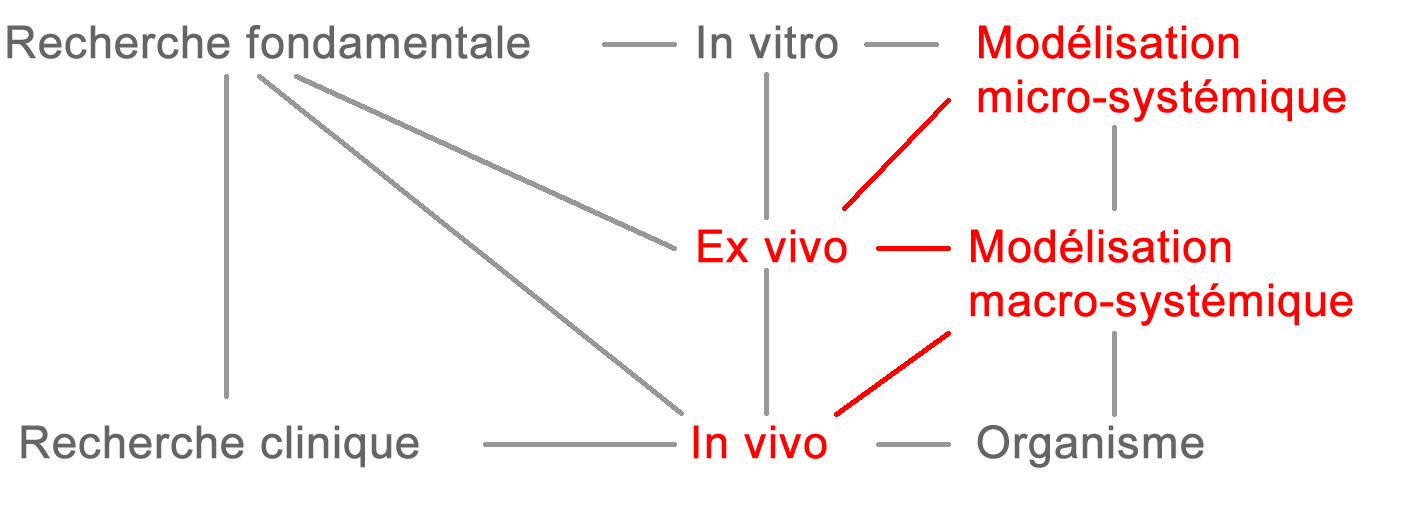 Recherche fondamentale
In vitro
Modélisation
micro-systémique
Ex vivo
Modélisation
macro-systémique
Recherche clinique
In vivo
Organisme